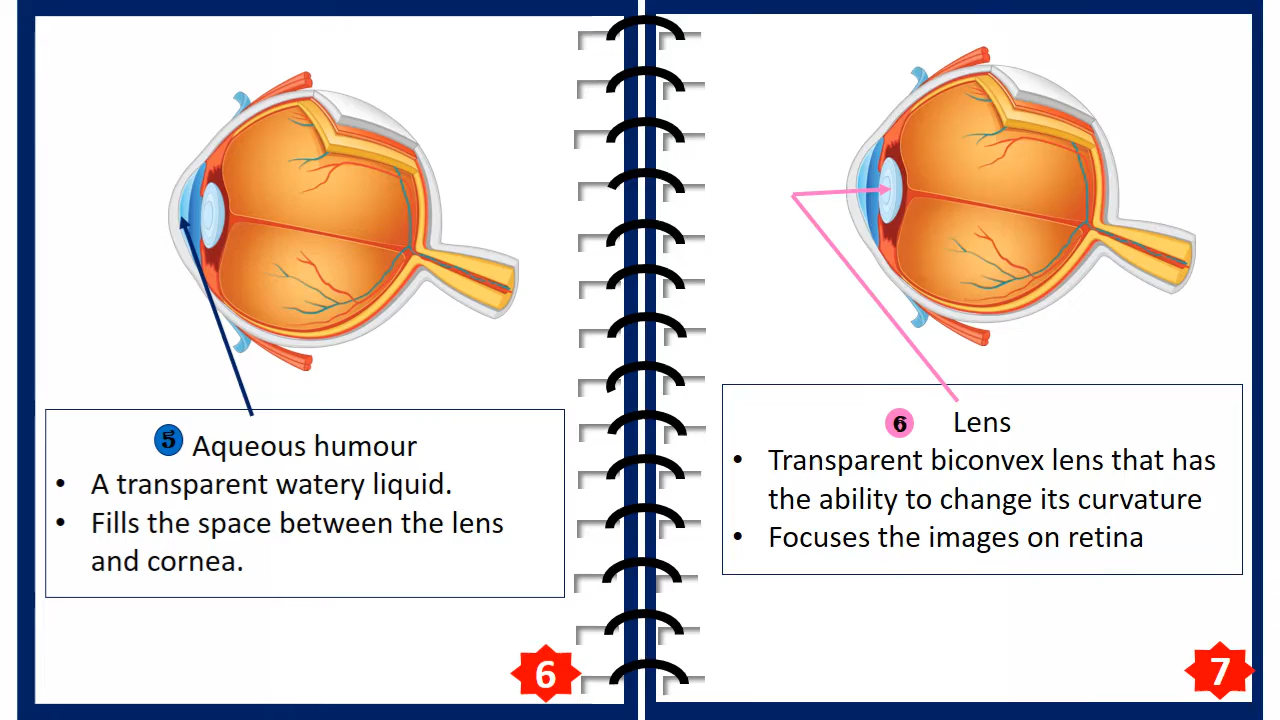 5 Aqueous humour
• A transparent watery liquid.
• Fills the space between the lens
and cornea.
6
6 Lens
• Transparent biconvex lens that has
the ability to change its curvature
• Focuses the images on retina
7